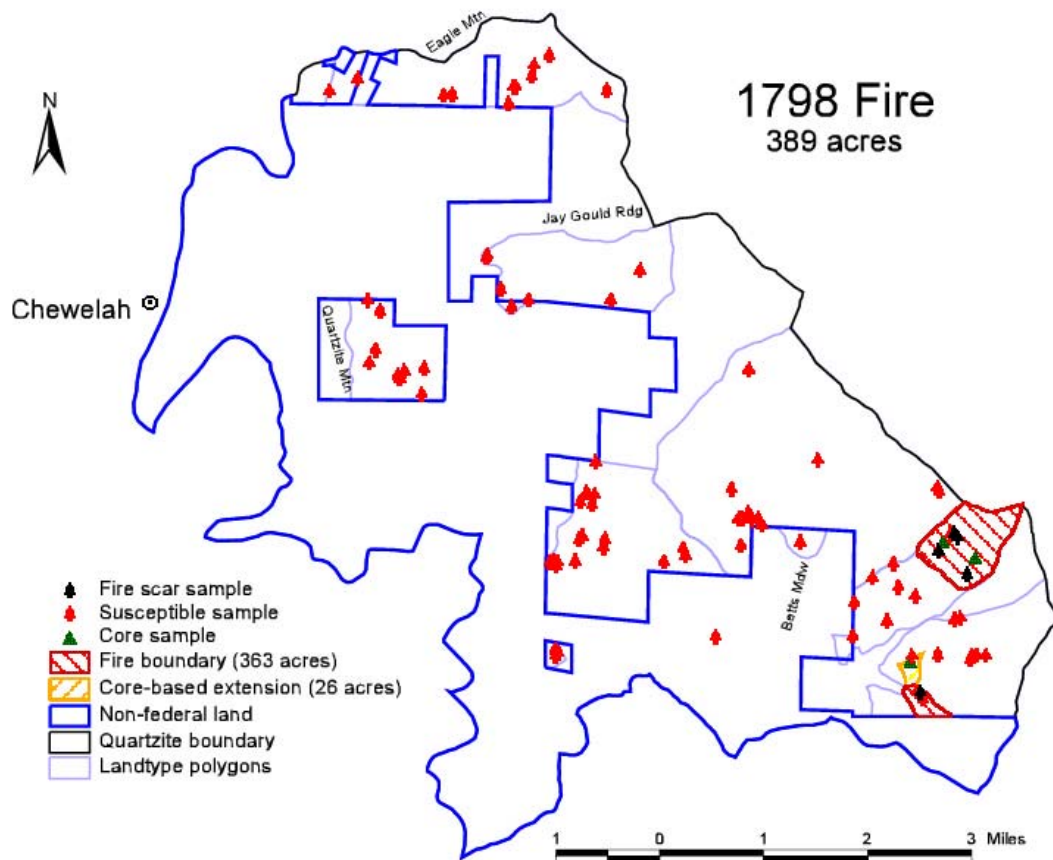 Eagle Mtn
1798 Fire
389 acres
N
Jay Gould Rdg
Chewelah
Quartzite Mtn
Betts Mdw
Fire scar sample
Susceptible sample
Core sample
Fire boundary (363 acres)
Core-based extension (26 acres)
Non-federal land
Quartzite boundary
Landtype polygons
1 0 1 2 3 Miles